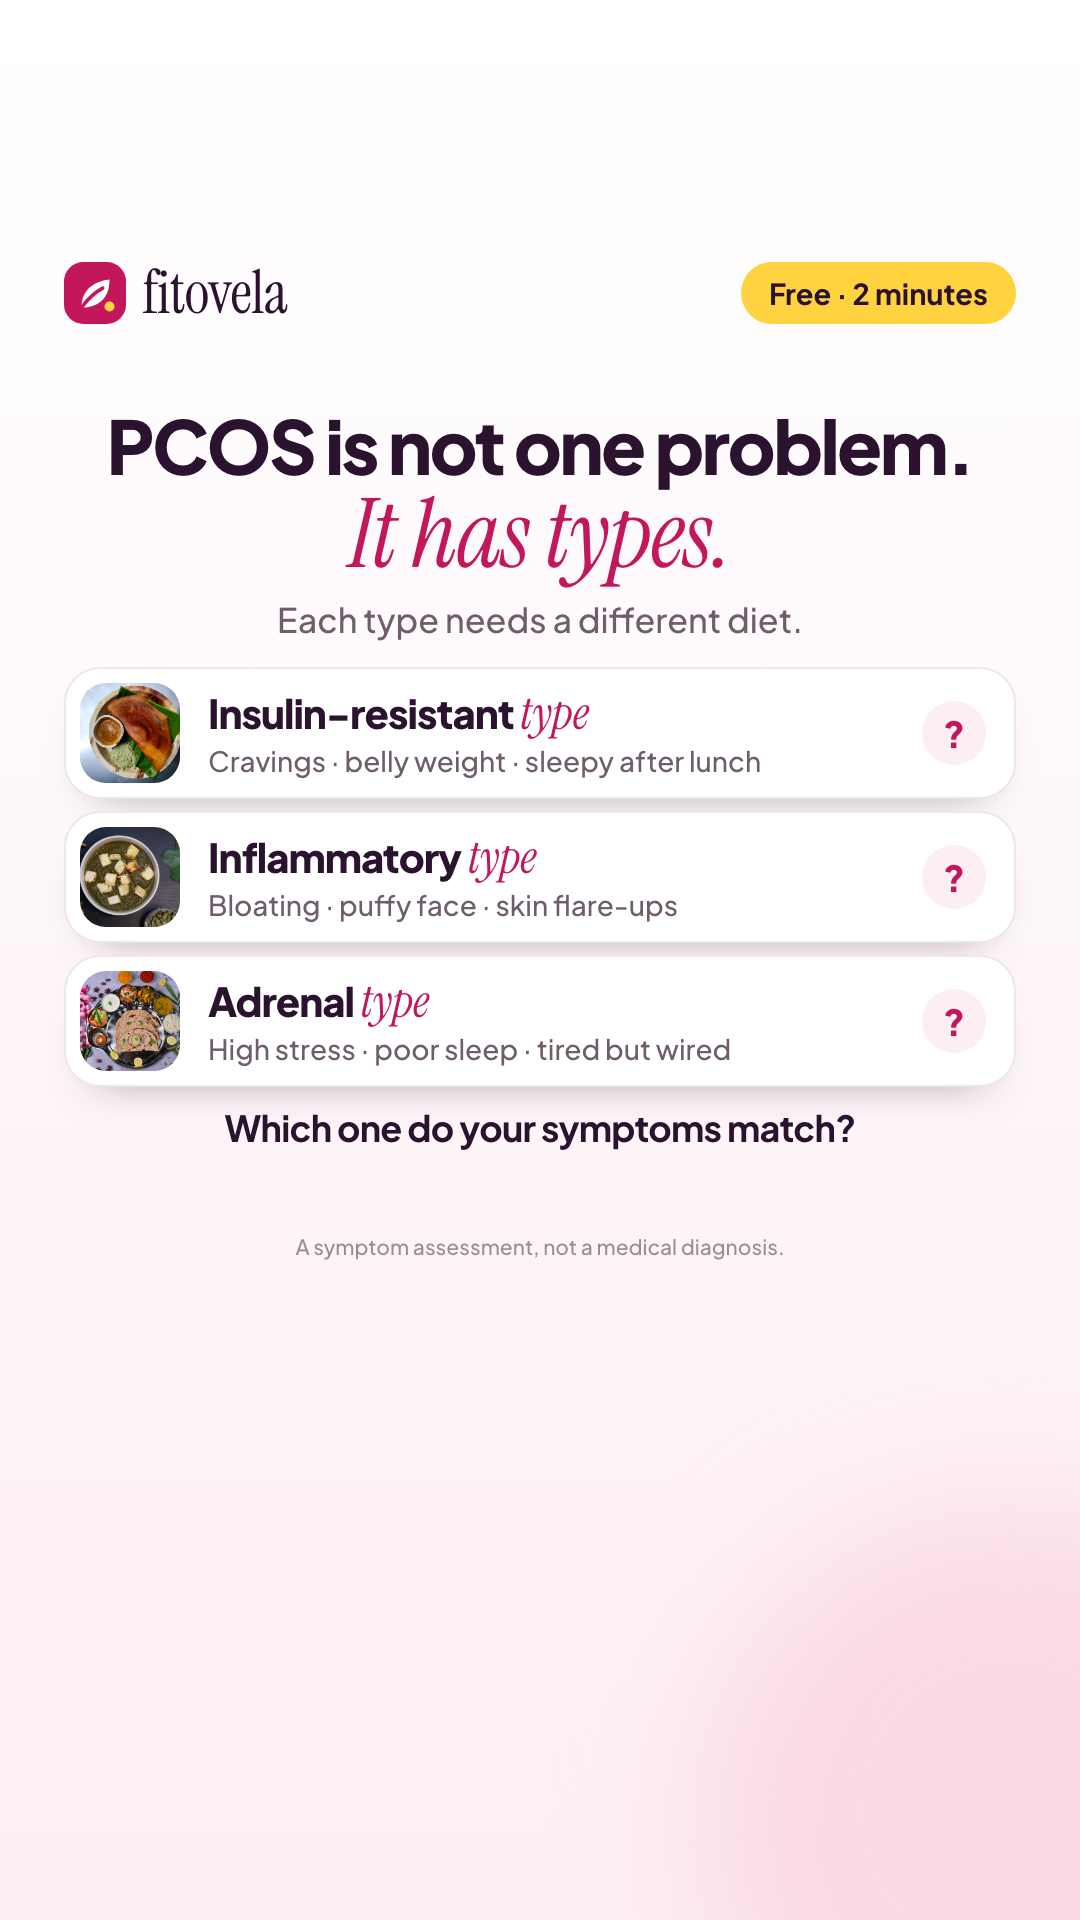 fitovela
Free · 2 minutes
PCOS is not one problem.
It has types.
Each type needs a different diet.
Insulin-resistant type
Cravings · belly weight · sleepy after lunch
?
Inflammatory type
Bloating · puffy face · skin flare-ups
?
Adrenal type
High stress · poor sleep · tired but wired
?
Which one do your symptoms match?
A symptom assessment, not a medical diagnosis.